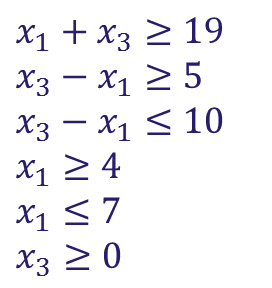 x₁ + x₃ ≥ 19
x₃ − x₁ ≥ 5
x₃ − x₁ ≤ 10
x₁ ≥ 4
x₁ ≤ 7
x₃ ≥ 0